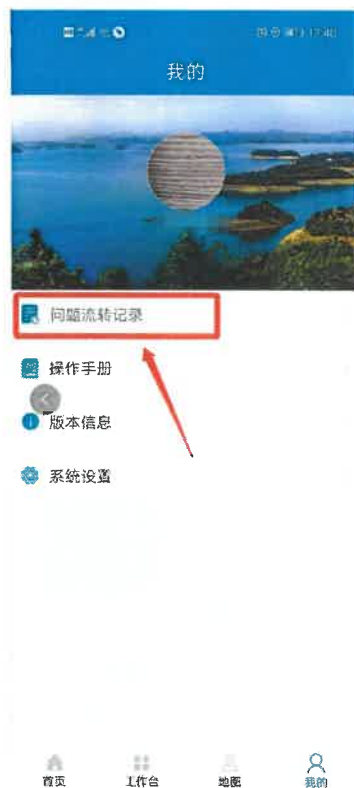 我的
问题流转记录
操作手册
版本信息
系统设置
首页
工作台
地图
我的